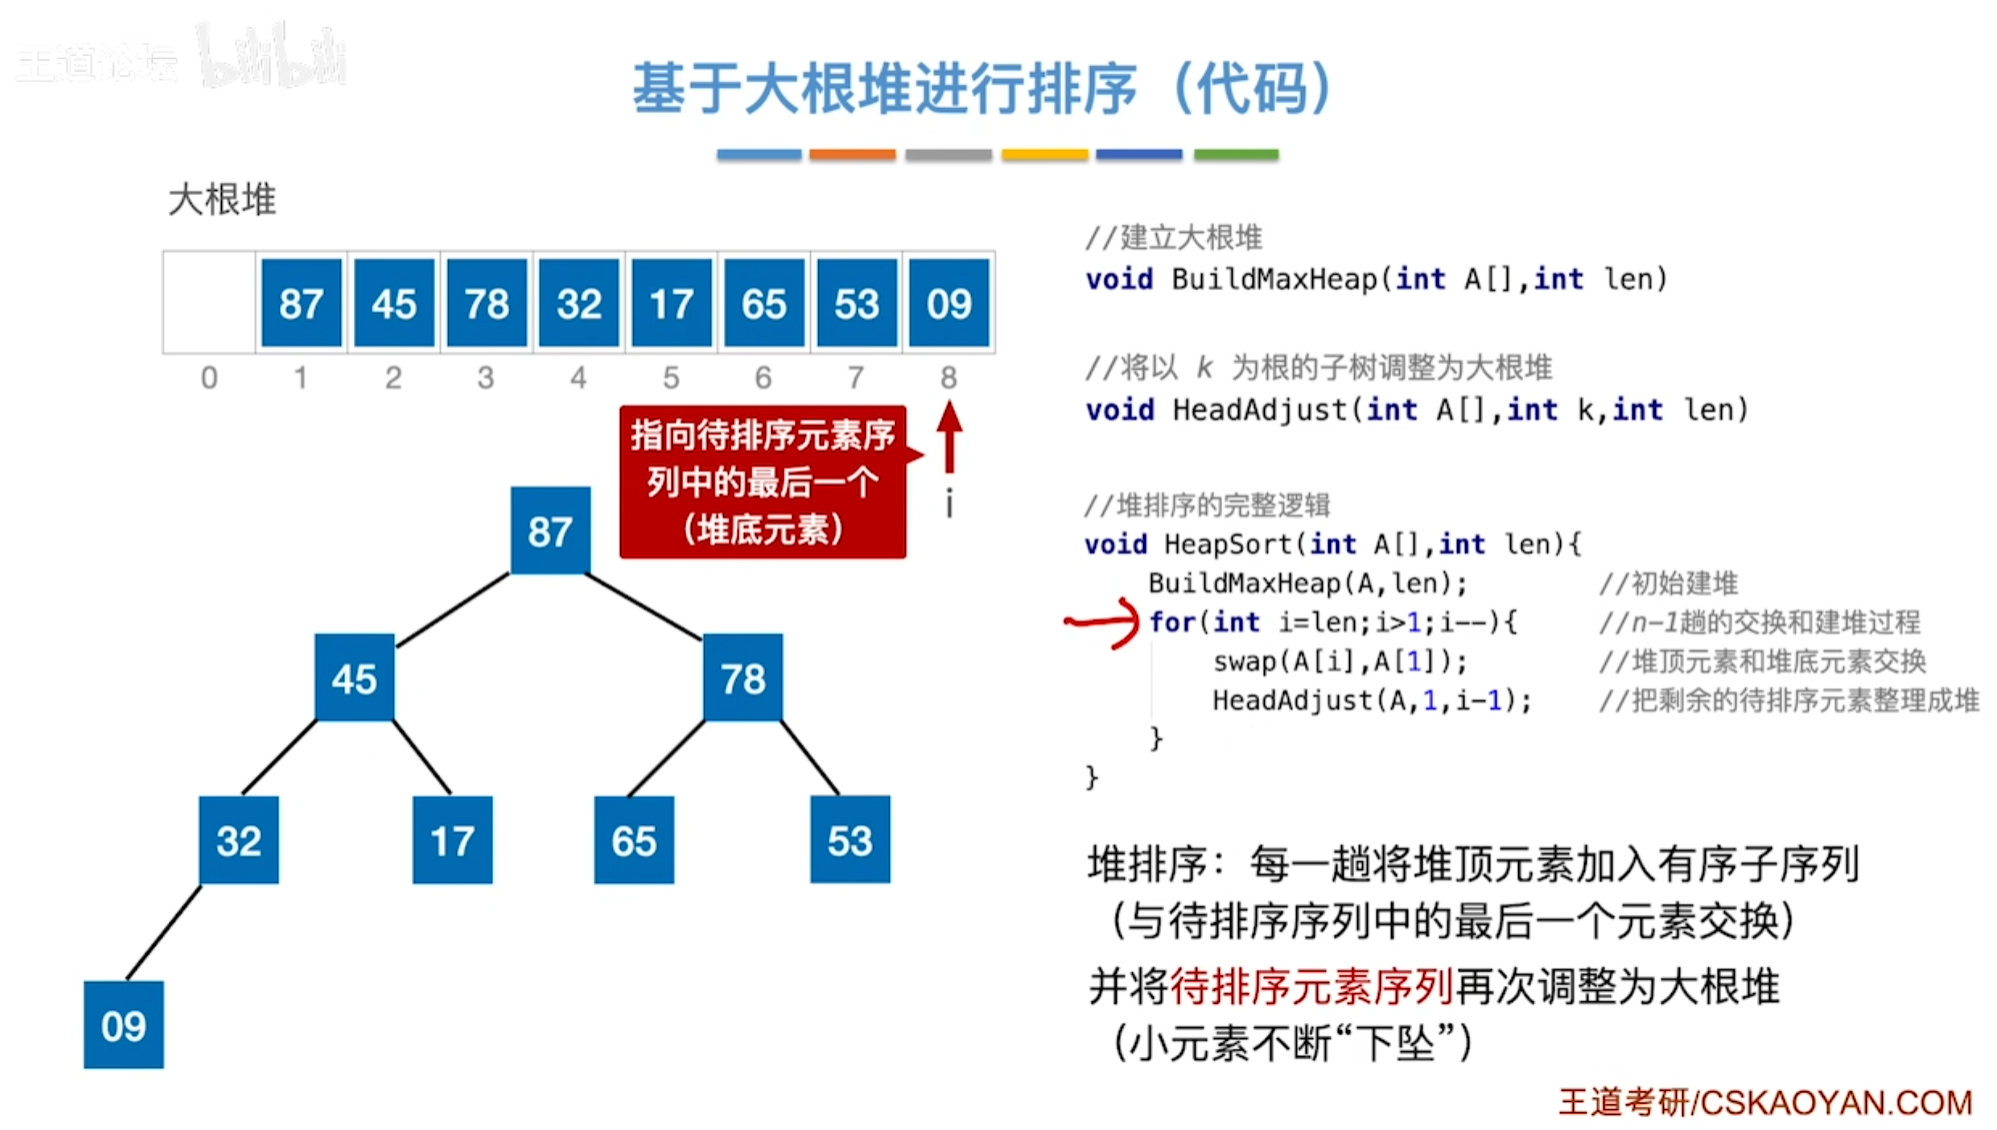 王道论坛 bilibili
基于大根堆进行排序（代码）
大根堆
87 45 78 32 17 65 53 09
0 1 2 3 4 5 6 7 8
指向待排序元素序
列中的最后一个
（堆底元素）
i
87
45 78
32 17 65 53
09
//建立大根堆
void BuildMaxHeap(int A[],int len)
//将以 k 为根的子树调整为大根堆
void HeadAdjust(int A[],int k,int len)
//堆排序的完整逻辑
void HeapSort(int A[],int len){
BuildMaxHeap(A,len); //初始建堆
for(int i=len;i>1;i--){ //n-1趟的交换和建堆过程
swap(A[i],A[1]); //堆顶元素和堆底元素交换
HeadAdjust(A,1,i-1); //把剩余的待排序元素整理成堆
}
}
堆排序：每一趟将堆顶元素加入有序子序列
（与待排序序列中的最后一个元素交换）
并将待排序元素序列再次调整为大根堆
（小元素不断“下坠”）
王道考研/CSKAOYAN.COM